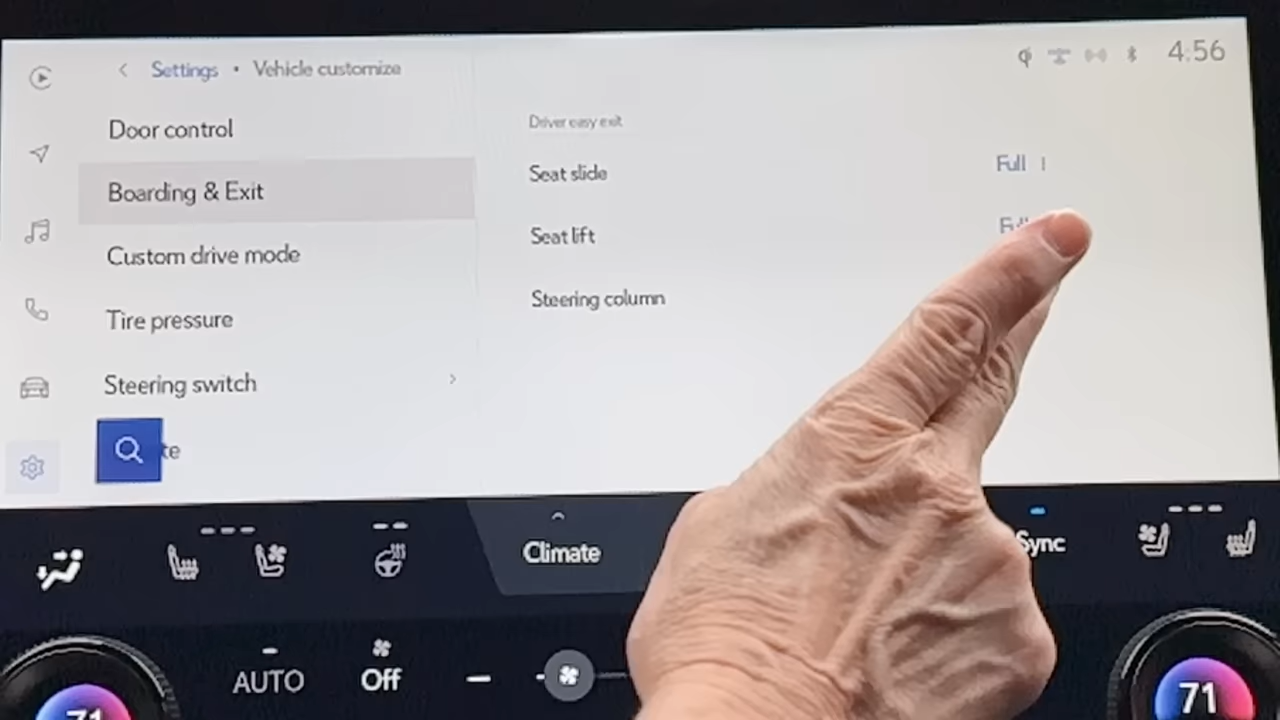 Settings • Vehicle customize
4:56
Door control
Boarding & Exit
Custom drive mode
Tire pressure
Steering switch
Driver easy exit
Seat slide
Full
Seat lift
Steering column
Climate
Sync
AUTO
Off
71
71